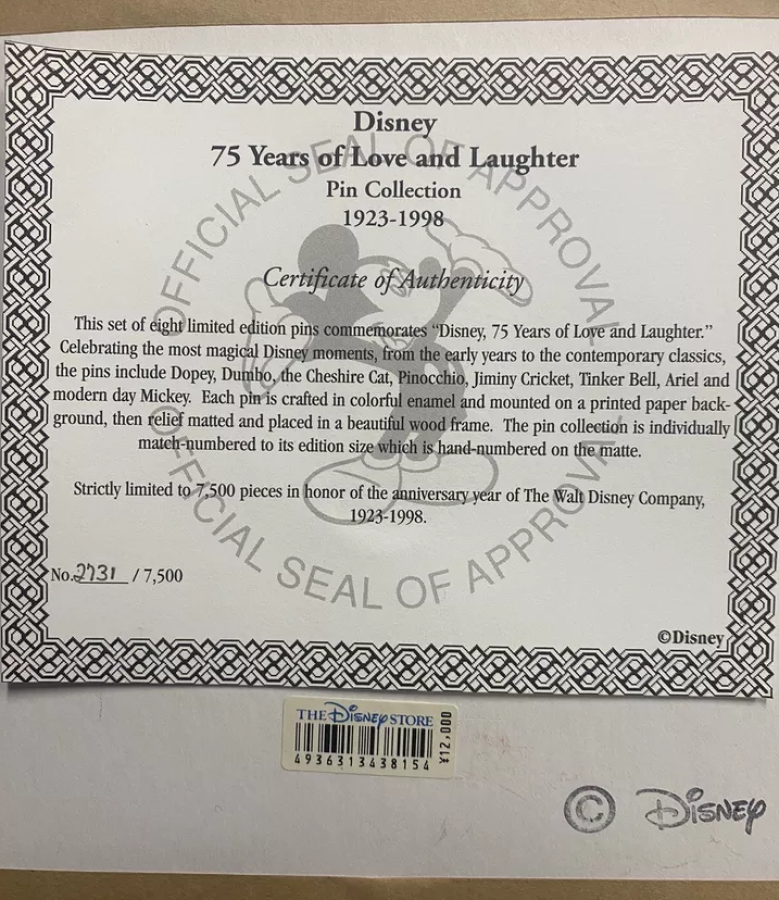 Disney
75 Years of Love and Laughter
Pin Collection
1923-1998
OFFICIAL SEAL OF APPROVAL
Certificate of Authenticity
This set of eight limited edition pins commemorates “Disney, 75 Years of Love and Laughter.”
Celebrating the most magical Disney moments, from the early years to the contemporary classics,
the pins include Dopey, Dumbo, the Cheshire Cat, Pinocchio, Jiminy Cricket, Tinker Bell, Ariel and
modern day Mickey. Each pin is crafted in colorful enamel and mounted on a printed paper back-
ground, then relief matted and placed in a beautiful wood frame. The pin collection is individually
match-numbered to its edition size which is hand-numbered on the matte.
Strictly limited to 7,500 pieces in honor of the anniversary year of The Walt Disney Company,
1923-1998.
OFFICIAL SEAL OF APPROVAL
No. 2731 / 7,500
©Disney
THE DISNEY STORE
¥12,000
4936313438154
© DISNEY